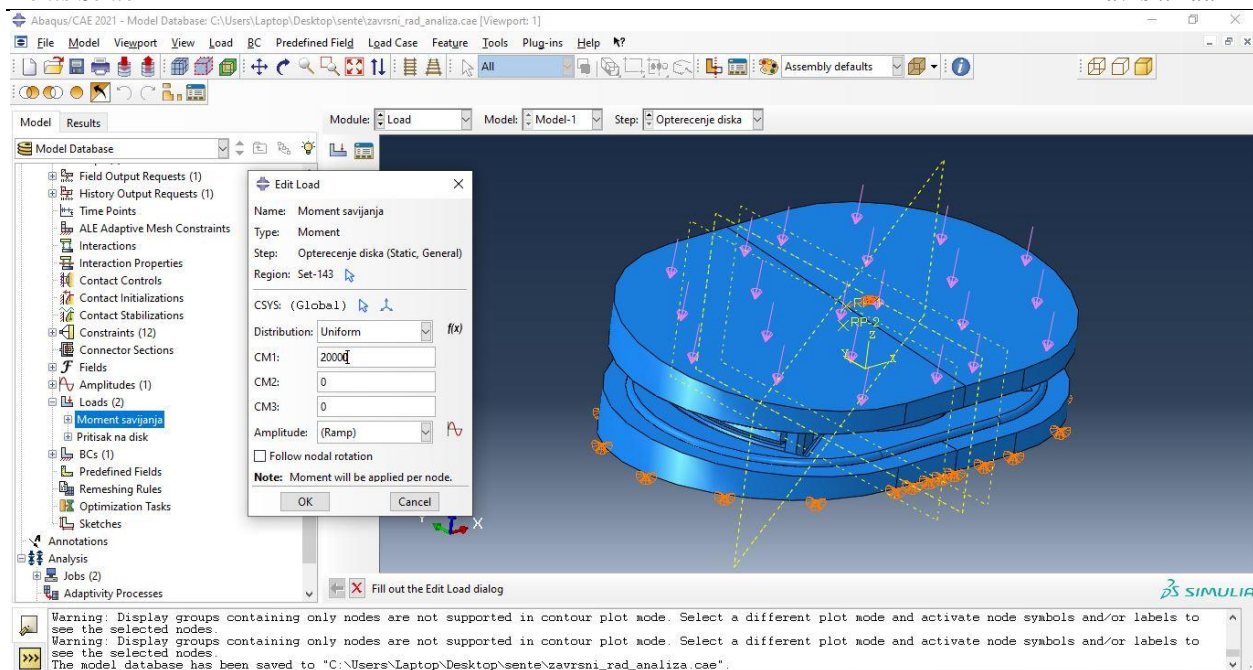 Abaqus/CAE 2021 - Model Database: C:\Users\Laptop\Desktop\sente\zavrsni_rad_analiza.cae [Viewport: 1]
File Model Viewport View Load BC Predefined Field Load Case Feature Tools Plug-ins Help
All Assembly defaults
Model Results
Module: Load Model: Model-1 Step: Opterecenje diska
Model Database
Field Output Requests (1)
History Output Requests (1)
Time Points
ALE Adaptive Mesh Constraints
Interactions
Interaction Properties
Contact Controls
Contact Initializations
Contact Stabilizations
Constraints (12)
Connector Sections
Fields
Amplitudes (1)
Loads (2)
Moment savijanja
Pritisak na disk
BCs (1)
Predefined Fields
Remeshing Rules
Optimization Tasks
Sketches
Annotations
Analysis
Jobs (2)
Adaptivity Processes
Edit Load
Name: Moment savijanja
Type: Moment
Step: Opterecenje diska (Static, General)
Region: Set-143
CSYS: (Global)
Distribution: Uniform f(x)
CM1: 20000
CM2: 0
CM3: 0
Amplitude: (Ramp)
Follow nodal rotation
Note: Moment will be applied per node.
OK Cancel
RP-2
Z
X
Fill out the Edit Load dialog
SIMULIA
Warning: Display groups containing only nodes are not supported in contour plot mode. Select a different plot mode and activate node symbols and/or labels to
see the selected nodes.
Warning: Display groups containing only nodes are not supported in contour plot mode. Select a different plot mode and activate node symbols and/or labels to
see the selected nodes.
The model database has been saved to "C:\Users\Laptop\Desktop\sente\zavrsni_rad_analiza.cae".